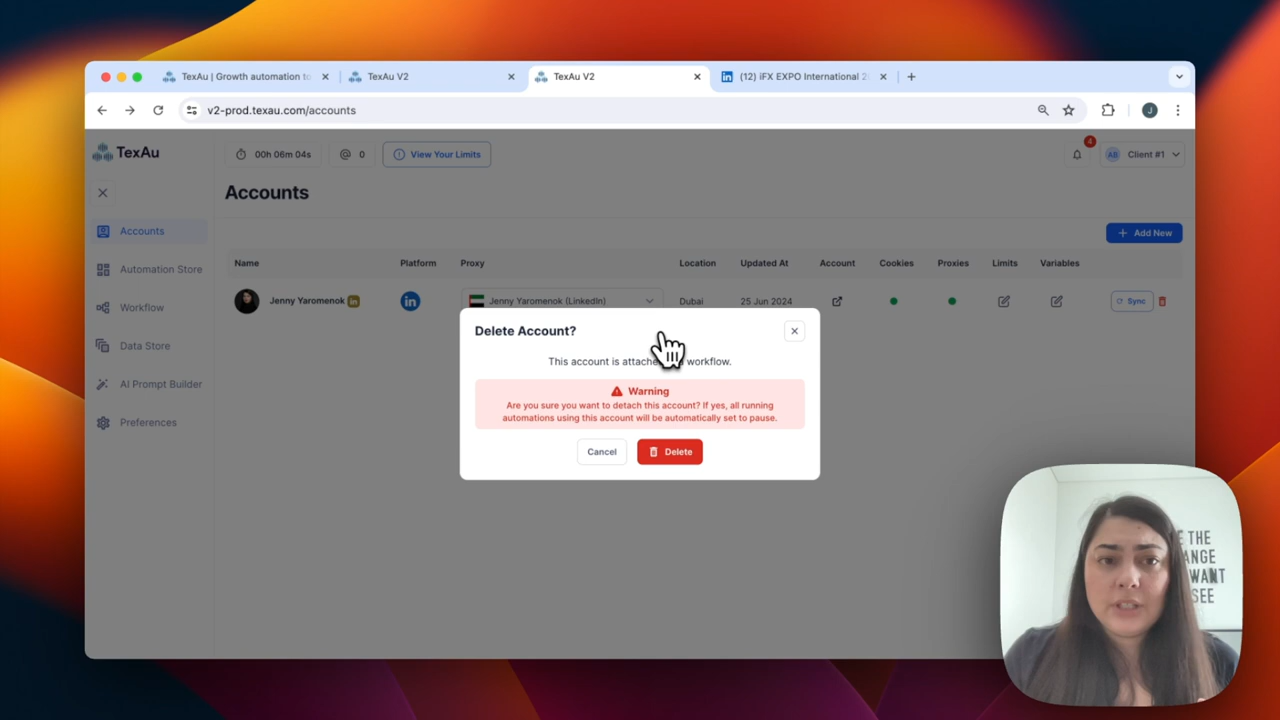 TexAu | Growth automation to
TexAu V2
TexAu V2
(12) iFX EXPO International 2
v2-prod.texau.com/accounts
J
TexAu
00h 06m 04s
@ 0
View Your Limits
4
AB
Client #1
Accounts
Add New
Accounts
Automation Store
Workflow
Data Store
AI Prompt Builder
Preferences
Name
Platform
Proxy
Location
Updated At
Account
Cookies
Proxies
Limits
Variables
Jenny Yaromenok
in
in
Jenny Yaromenok (LinkedIn)
Dubai
25 Jun 2024
Sync
Delete Account?
This account is attache workflow.
Warning
Are you sure you want to detach this account? If yes, all running
automations using this account will be automatically set to pause.
Cancel
Delete
E THE
ANGE
WANT
SEE